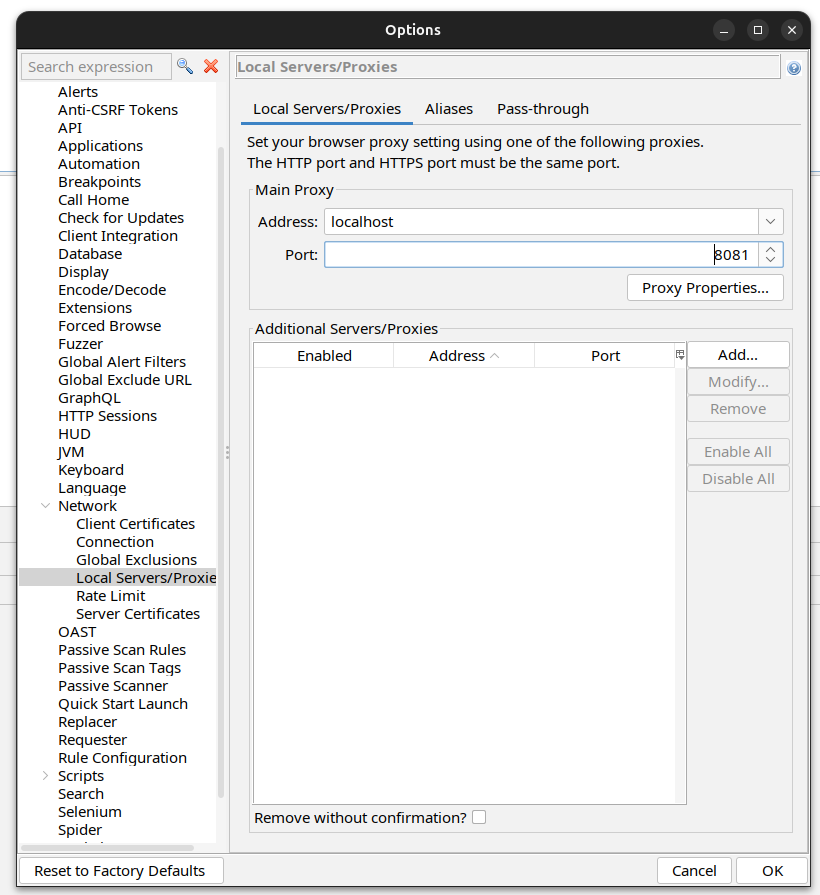 Options
Search expression
Alerts
Anti-CSRF Tokens
API
Applications
Automation
Breakpoints
Call Home
Check for Updates
Client Integration
Database
Display
Encode/Decode
Extensions
Forced Browse
Fuzzer
Global Alert Filters
Global Exclude URL
GraphQL
HTTP Sessions
HUD
JVM
Keyboard
Language
Network
Client Certificates
Connection
Global Exclusions
Local Servers/Proxie
Rate Limit
Server Certificates
OAST
Passive Scan Rules
Passive Scan Tags
Passive Scanner
Quick Start Launch
Replacer
Requester
Rule Configuration
Scripts
Search
Selenium
Spider
Local Servers/Proxies
Local Servers/Proxies Aliases Pass-through
Set your browser proxy setting using one of the following proxies.
The HTTP port and HTTPS port must be the same port.
Main Proxy
Address: localhost
Port: 8081
Proxy Properties...
Additional Servers/Proxies
Enabled Address Port
Add...
Modify...
Remove
Enable All
Disable All
Remove without confirmation?
Reset to Factory Defaults Cancel OK